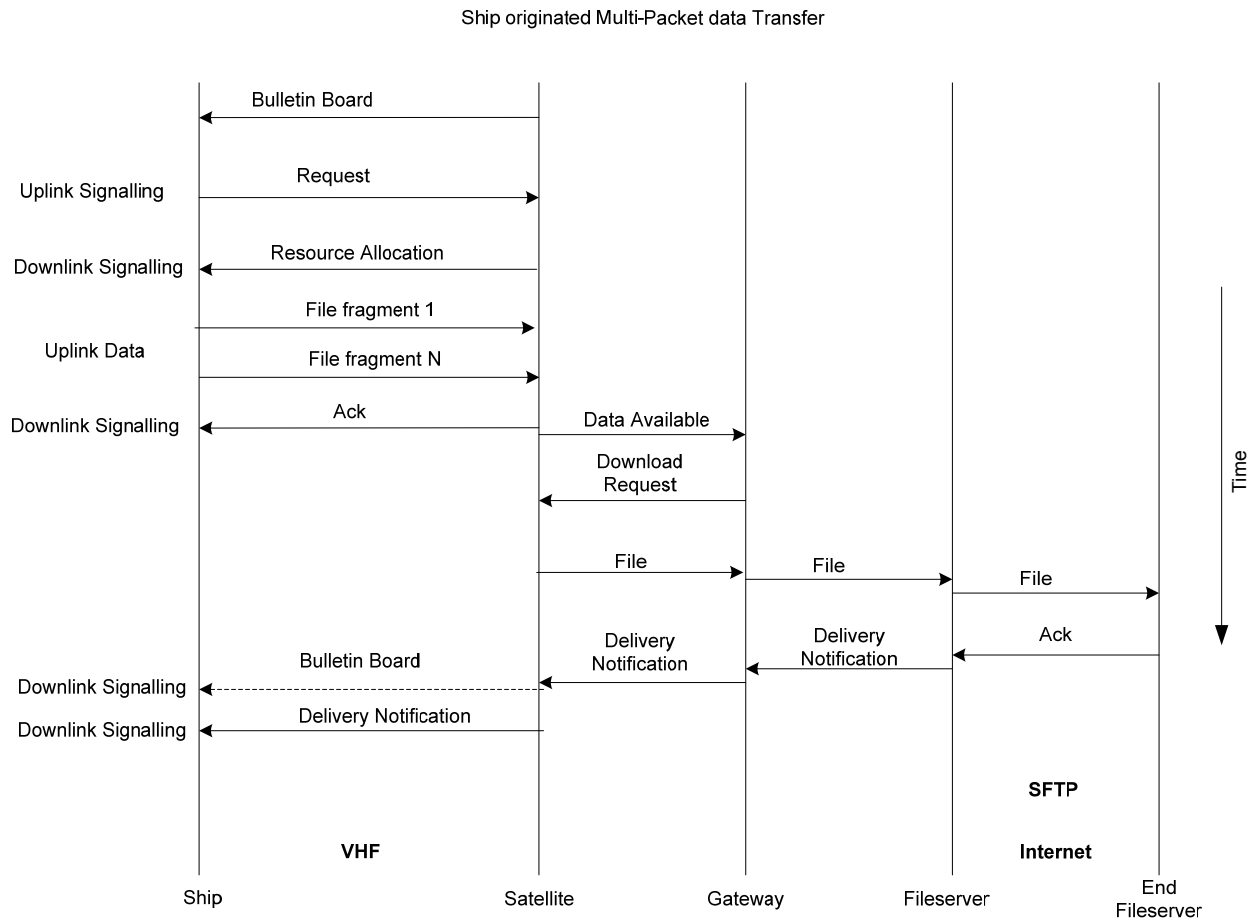 Ship originated Multi-Packet data Transfer
Bulletin Board
Request
Uplink Signalling
Resource Allocation
Downlink Signalling
File fragment 1
Uplink Data
File fragment N
Ack
Downlink Signalling
Data Available
Download
Request
Time
File
File
File
Ack
Delivery
Notification
Delivery
Notification
Bulletin Board
Downlink Signalling
Delivery Notification
Downlink Signalling
SFTP
VHF
Internet
Ship
Satellite
Gateway
Fileserver
End
Fileserver